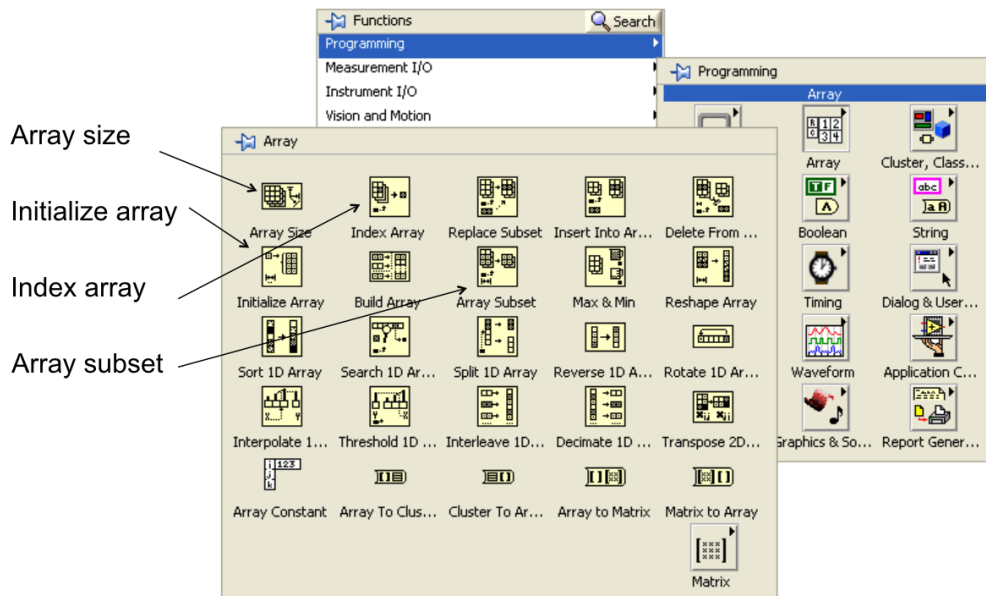 Functions
Search
Programming
Measurement I/O
Instrument I/O
Vision and Motion
Programming
Array
Array
Cluster, Class...
Boolean
String
Timing
Dialog & User...
Waveform
Application C...
Graphics & So...
Report Gener...
Array size
Initialize array
Index array
Array subset
Array
Array Size
Index Array
Replace Subset
Insert Into Ar...
Delete From ...
Initialize Array
Build Array
Array Subset
Max & Min
Reshape Array
Sort 1D Array
Search 1D Ar...
Split 1D Array
Reverse 1D A...
Rotate 1D Ar...
Interpolate 1...
Threshold 1D ...
Interleave 1D...
Decimate 1D ...
Transpose 2D...
Array Constant
Array To Clus...
Cluster To Ar...
Array to Matrix
Matrix to Array
Matrix